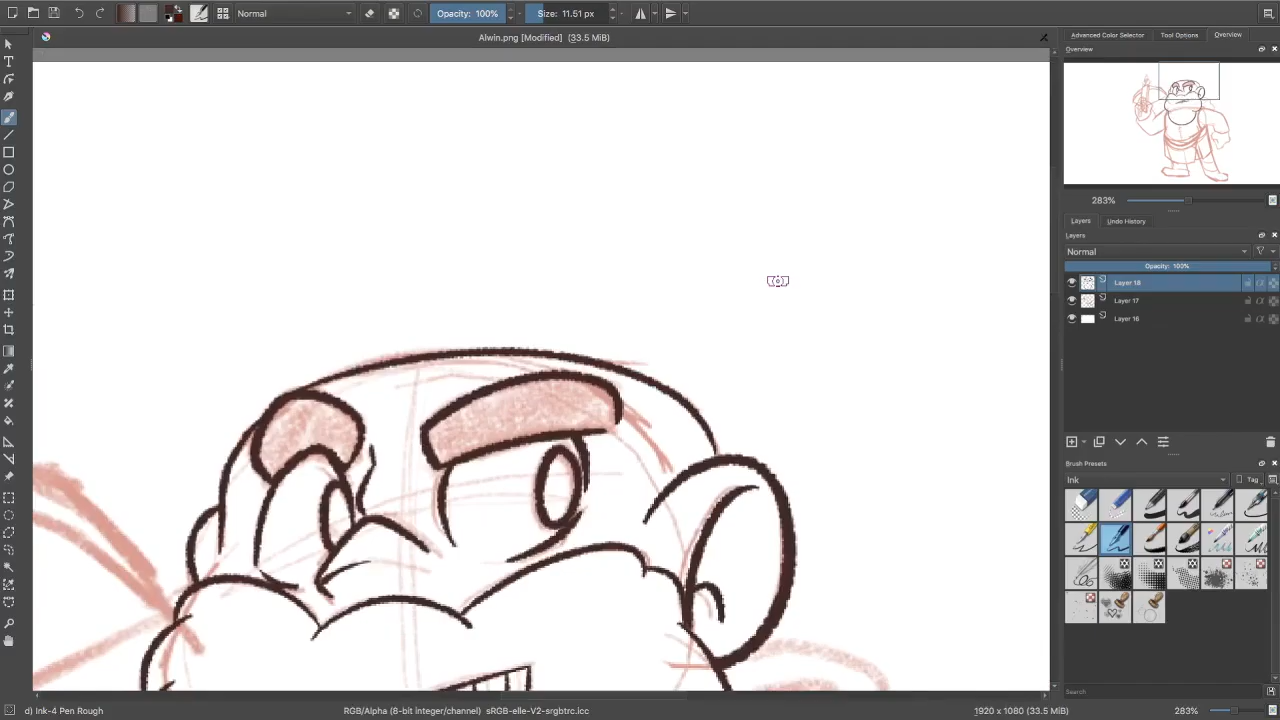 Normal
Opacity: 100%
Size: 11.51 px
Alwin.png [Modified] (33.5 MiB)
Advanced Color Selector
Tool Options
Overview
Overview
283%
Layers
Undo History
Layers
Normal
Opacity: 100%
Layer 18
Layer 17
Layer 16
Brush Presets
Ink
Tag
Search
d) Ink-4 Pen Rough
RGB/Alpha (8-bit integer/channel) sRGB-elle-V2-srgbtrc.icc
1920 x 1080 (33.5 MiB)
283%